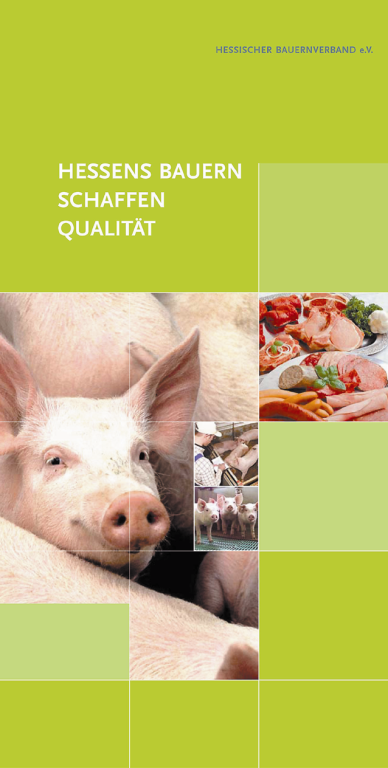 HESSISCHER BAUERNVERBAND e.V.
HESSENS BAUERN
SCHAFFEN
QUALITÄT